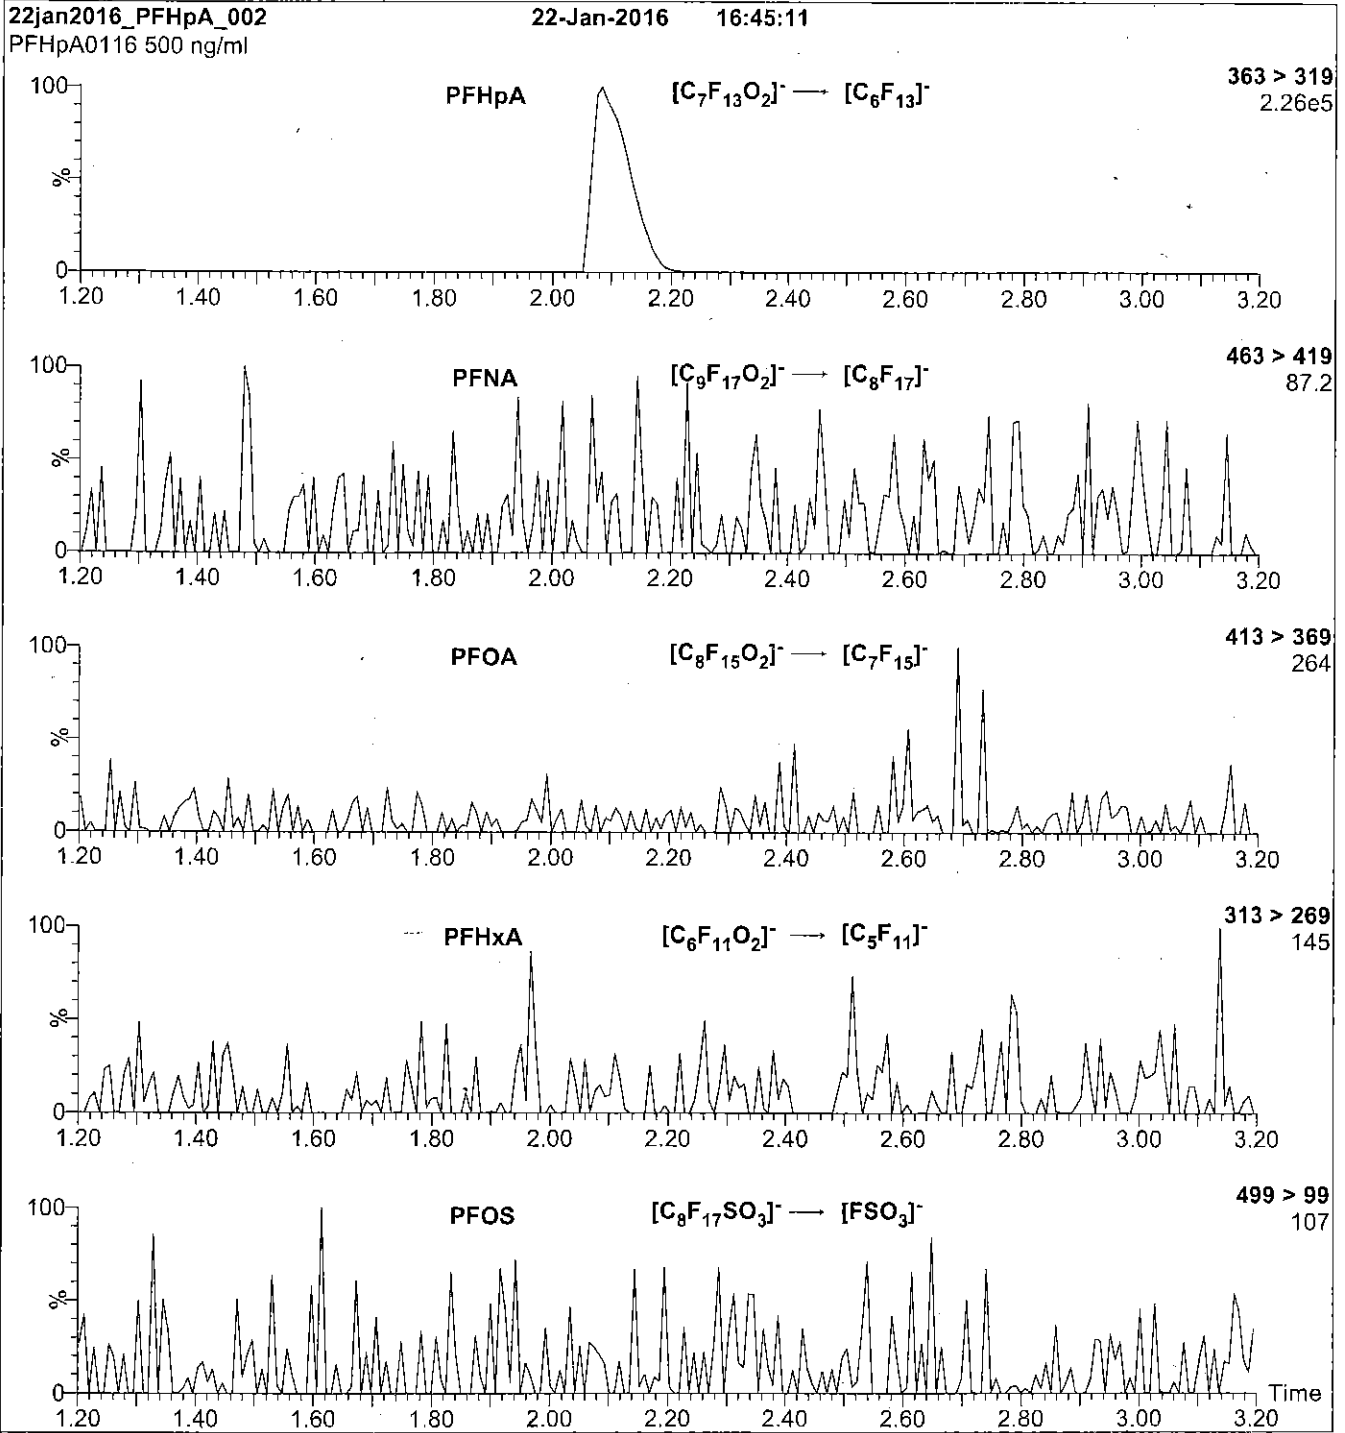 22jan2016_PFHpA_002 22-Jan-2016 16:45:11
PFHpA0116 500 ng/ml
363 > 319
2.26e5
PFHpA [C7F13O2]- → [C6F13]-
100
%
0
1.20 1.40 1.60 1.80 2.00 2.20 2.40 2.60 2.80 3.00 3.20
463 > 419
87.2
PFNA [C9F17O2]- → [C8F17]-
100
%
0
1.20 1.40 1.60 1.80 2.00 2.20 2.40 2.60 2.80 3.00 3.20
413 > 369
264
PFOA [C8F15O2]- → [C7F15]-
100
%
0
1.20 1.40 1.60 1.80 2.00 2.20 2.40 2.60 2.80 3.00 3.20
313 > 269
145
PFHxA [C6F11O2]- → [C5F11]-
100
%
0
1.20 1.40 1.60 1.80 2.00 2.20 2.40 2.60 2.80 3.00 3.20
499 > 99
107
PFOS [C8F17SO3]- → [FSO3]-
100
%
0
Time
1.20 1.40 1.60 1.80 2.00 2.20 2.40 2.60 2.80 3.00 3.20